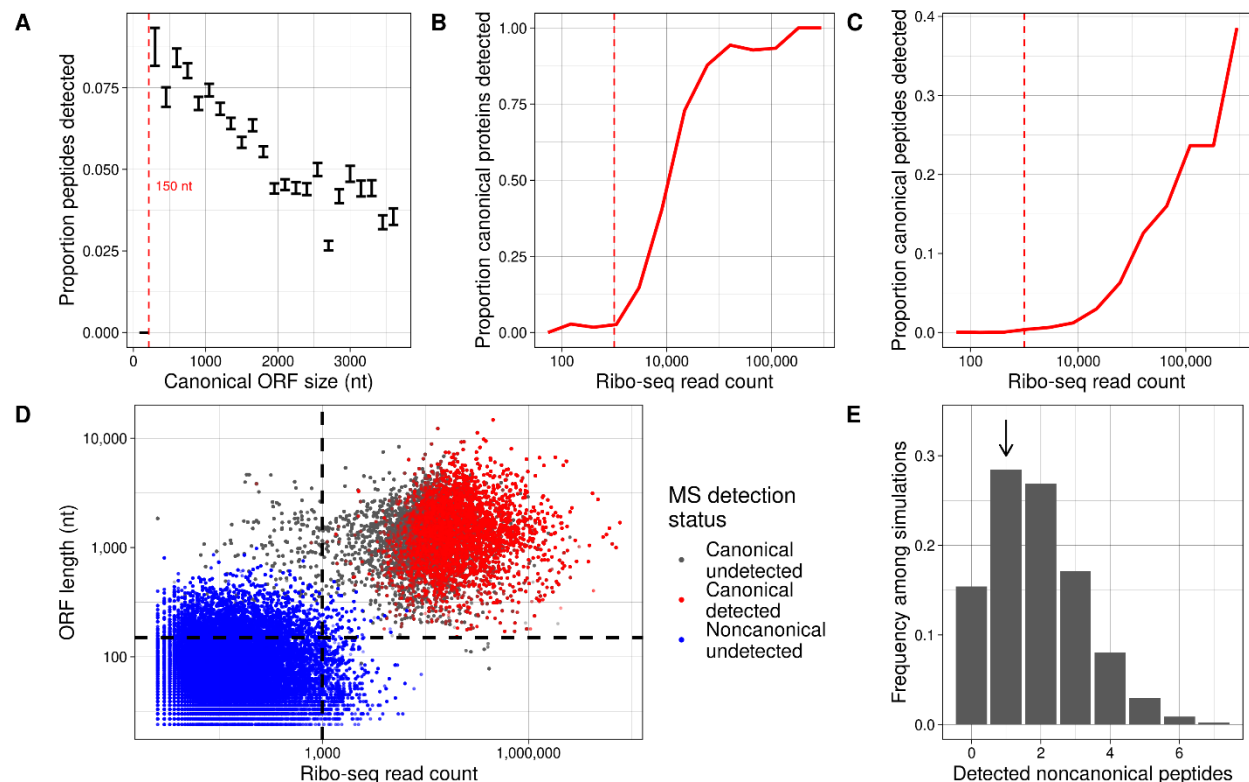 A
Proportion peptides detected
0.075
0.050
0.025
0.000
150 nt
0
1000
2000
3000
Canonical ORF size (nt)
B
Proportion canonical proteins detected
1.00
0.75
0.50
0.25
0.00
100
10,000
100,000
Ribo-seq read count
C
Proportion canonical peptides detected
0.4
0.3
0.2
0.1
0.0
100
10,000
100,000
Ribo-seq read count
D
ORF length (nt)
10,000
1,000
100
1,000
1,000,000
Ribo-seq read count
MS detection
status
Canonical
undetected
Canonical
detected
Noncanonical
undetected
E
Frequency among simulations
0.3
0.2
0.1
0.0
0
2
4
6
Detected noncanonical peptides